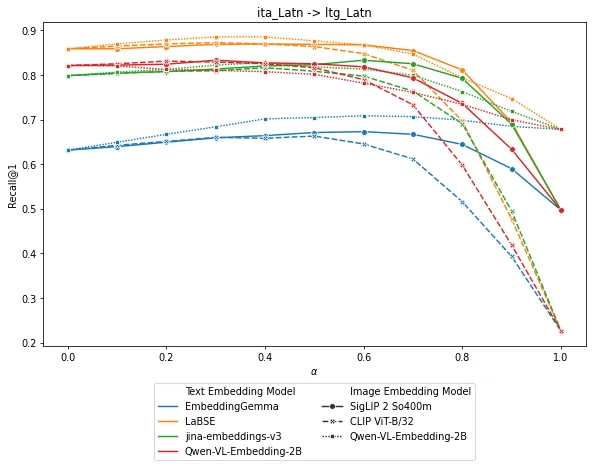 ita_Latn -> ltg_Latn
Recall@1
0.9
0.8
0.7
0.6
0.5
0.4
0.3
0.2
0.0
0.2
0.4
0.6
0.8
1.0
α
Text Embedding Model
EmbeddingGemma
LaBSE
jina-embeddings-v3
Qwen-VL-Embedding-2B
Image Embedding Model
SigLIP 2 So400m
CLIP ViT-B/32
Qwen-VL-Embedding-2B